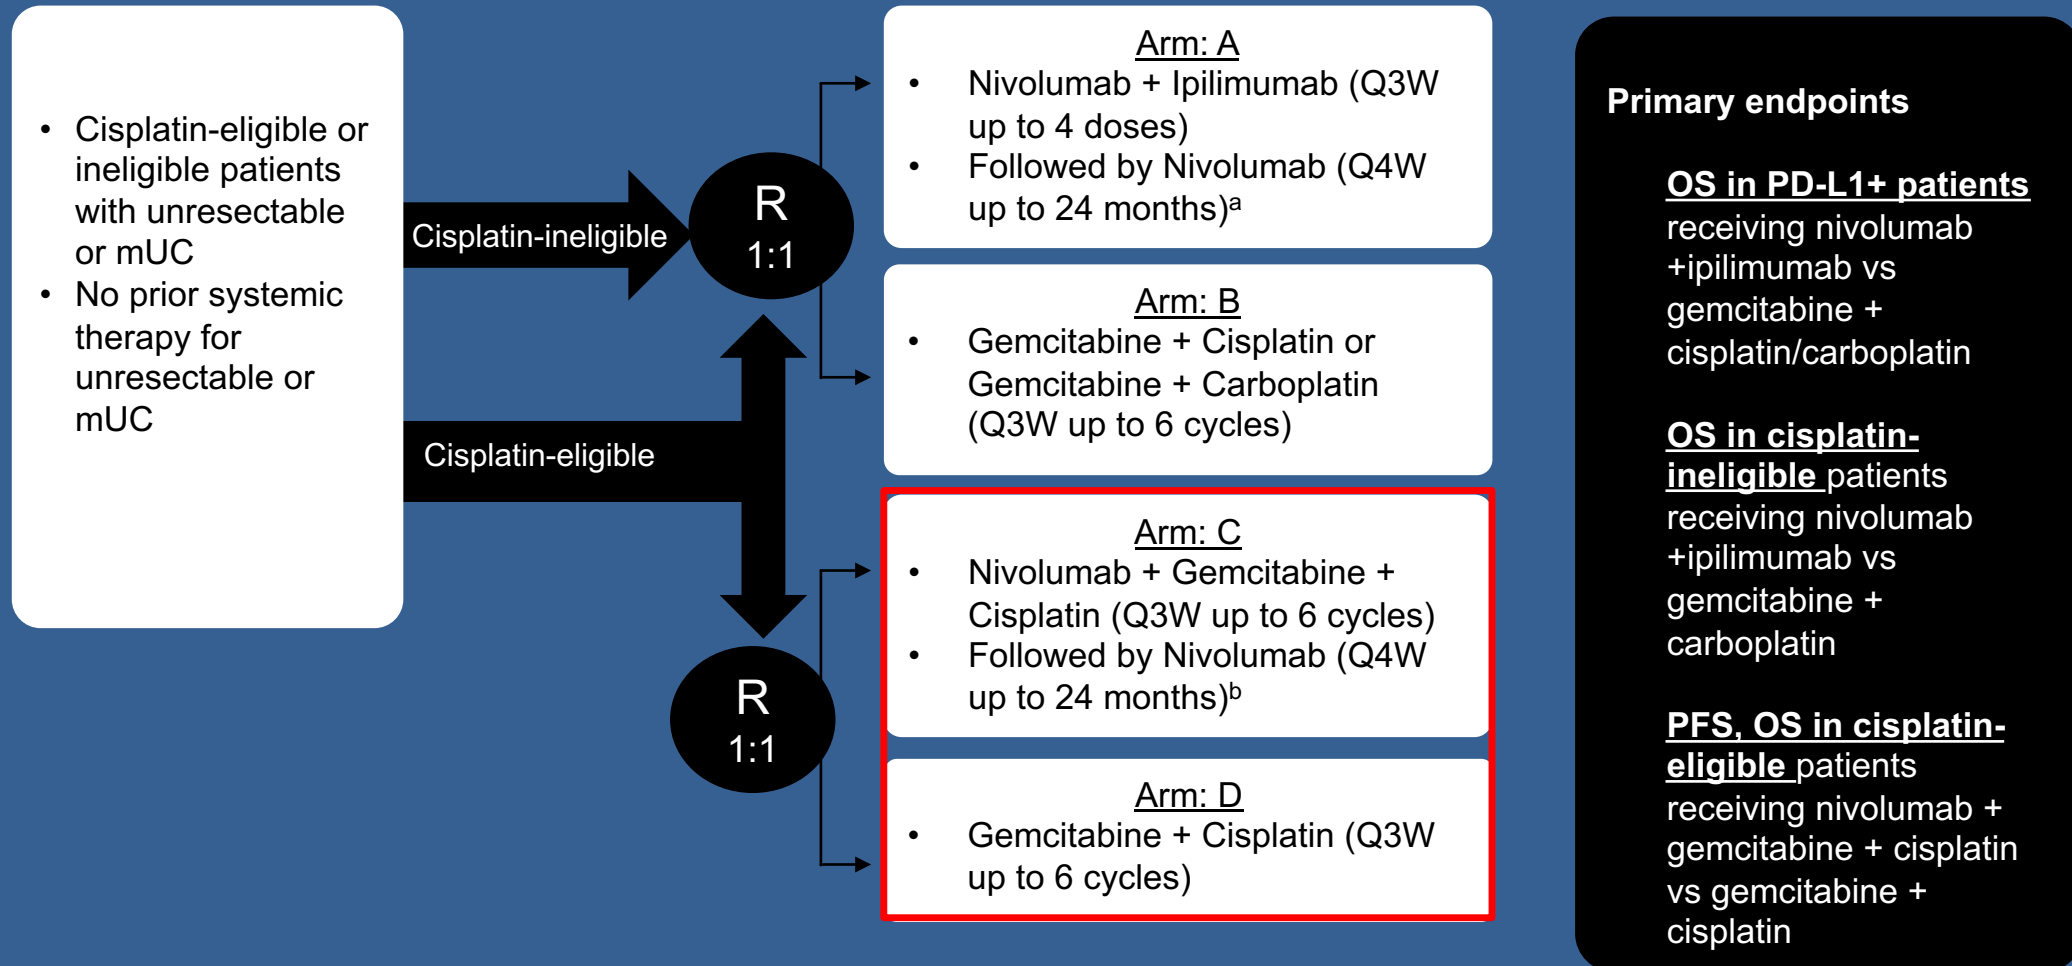 • Cisplatin-eligible or
ineligible patients
with unresectable
or mUC
• No prior systemic
therapy for
unresectable or
mUC
Cisplatin-ineligible
Cisplatin-eligible
R
1:1
R
1:1
Arm: A
• Nivolumab + Ipilimumab (Q3W
up to 4 doses)
• Followed by Nivolumab (Q4W
up to 24 months)ᵃ
Arm: B
• Gemcitabine + Cisplatin or
Gemcitabine + Carboplatin
(Q3W up to 6 cycles)
Arm: C
• Nivolumab + Gemcitabine +
Cisplatin (Q3W up to 6 cycles)
• Followed by Nivolumab (Q4W
up to 24 months)ᵇ
Arm: D
• Gemcitabine + Cisplatin (Q3W
up to 6 cycles)
Primary endpoints
OS in PD-L1+ patients
receiving nivolumab
+ipilimumab vs
gemcitabine +
cisplatin/carboplatin
OS in cisplatin-
ineligible patients
receiving nivolumab
+ipilimumab vs
gemcitabine +
carboplatin
PFS, OS in cisplatin-
eligible patients
receiving nivolumab +
gemcitabine + cisplatin
vs gemcitabine +
cisplatin